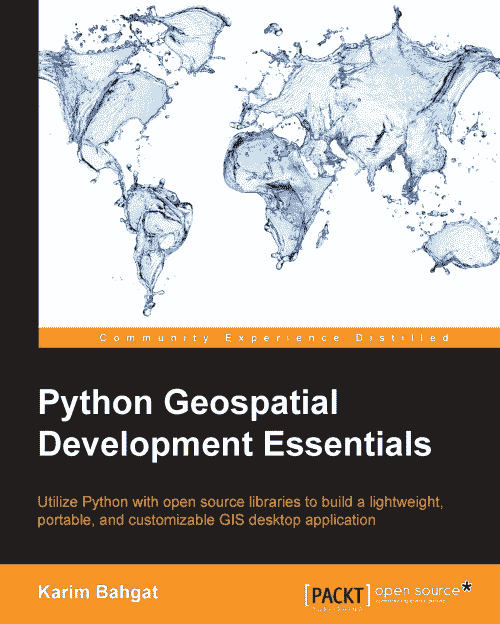 Community Experience Distilled
Python Geospatial
Development Essentials
Utilize Python with open source libraries to build a lightweight,
portable, and customizable GIS desktop application
Karim Bahgat
[PACKT] open source*